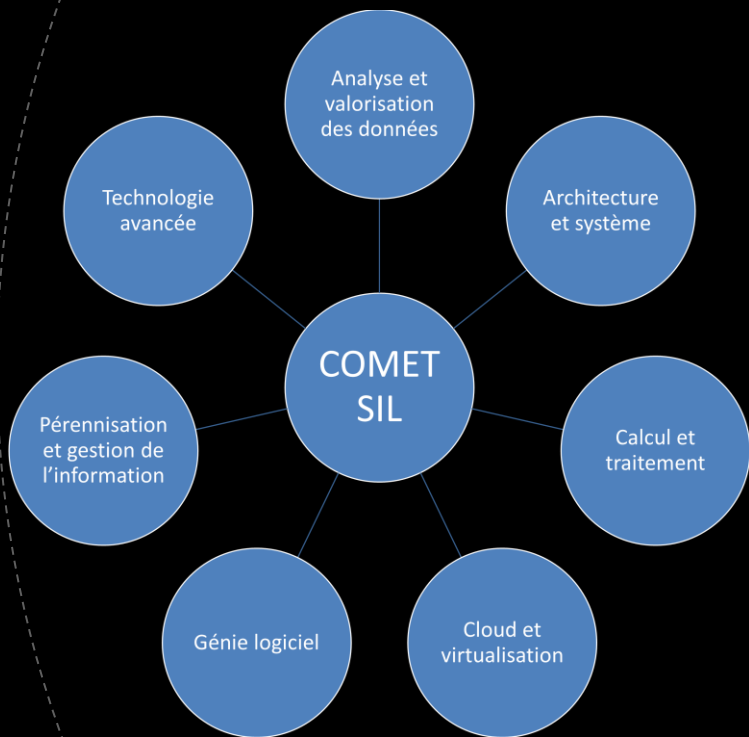 Analyse et
valorisation
des données
Architecture
et système
Calcul et
traitement
Cloud et
virtualisation
Génie logiciel
Pérennisation
et gestion de
l’information
Technologie
avancée
COMET
SIL